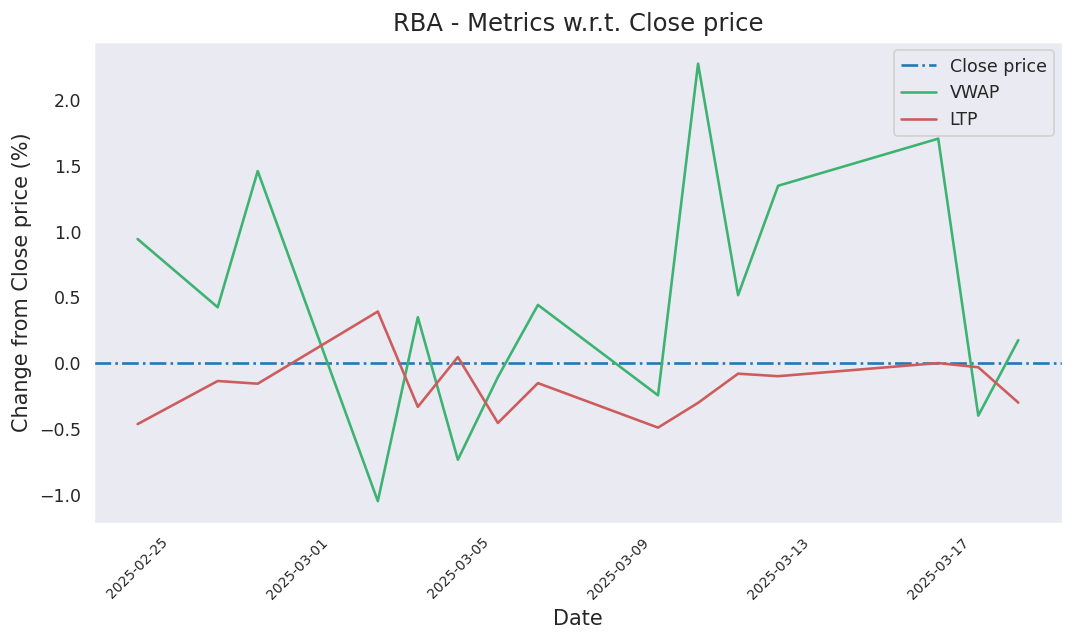 RBA - Metrics w.r.t. Close price
Close price
VWAP
LTP
Change from Close price (%)
2.0
1.5
1.0
0.5
0.0
−0.5
−1.0
2025-02-25
2025-03-01
2025-03-05
2025-03-09
2025-03-13
2025-03-17
Date